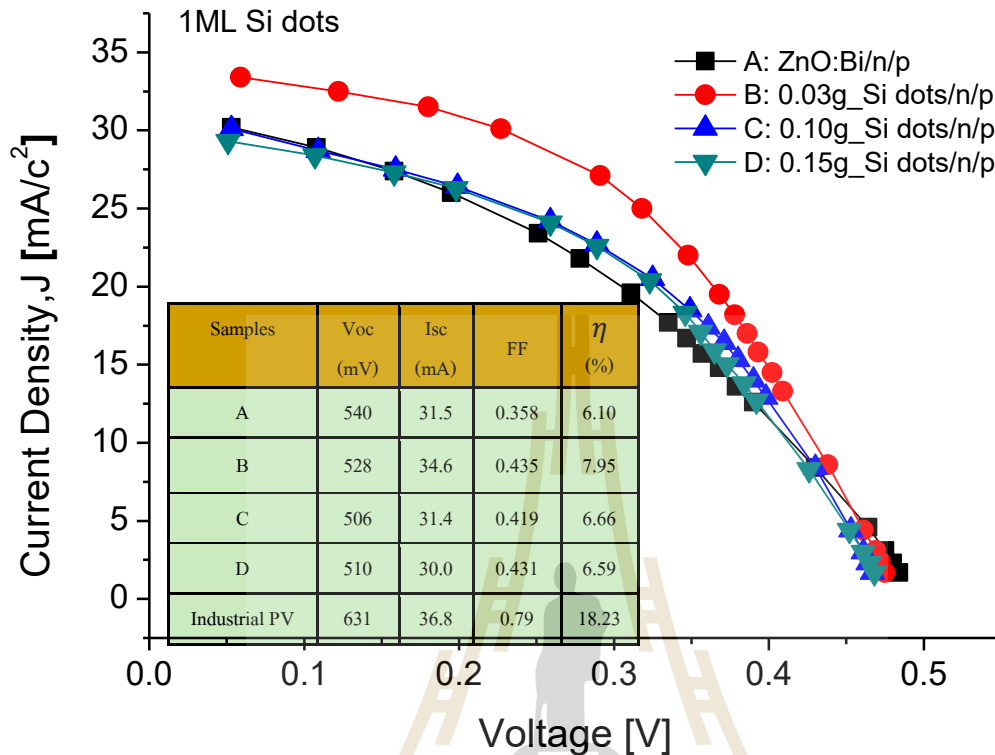 1ML Si dots
A: ZnO:Bi/n/p
B: 0.03g_Si dots/n/p
C: 0.10g_Si dots/n/p
D: 0.15g_Si dots/n/p
Current Density,J [mA/c²]
35
30
25
20
15
10
5
0
Samples Voc (mV) Isc (mA) FF η (%)
A 540 31.5 0.358 6.10
B 528 34.6 0.435 7.95
C 506 31.4 0.419 6.66
D 510 30.0 0.431 6.59
Industrial PV 631 36.8 0.79 18.23
0.0 0.1 0.2 0.3 0.4 0.5
Voltage [V]